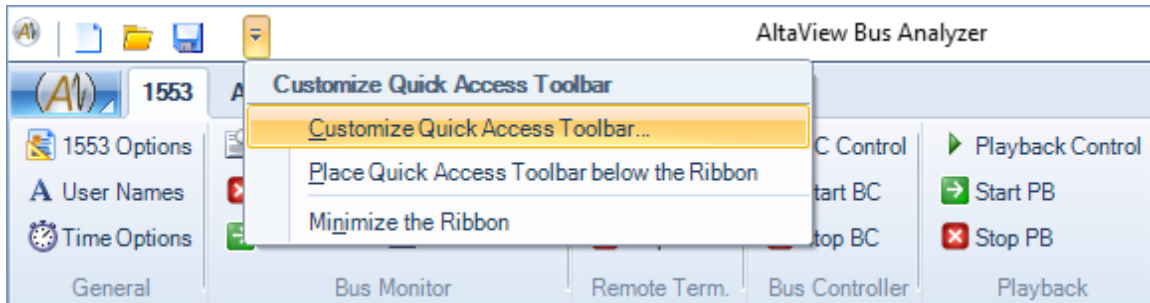 AltaView Bus Analyzer
1553
Customize Quick Access Toolbar
Customize Quick Access Toolbar...
Place Quick Access Toolbar below the Ribbon
Minimize the Ribbon
1553 Options
User Names
Time Options
General
Bus Monitor
Remote Term.
Control
BC
BC
Bus Controller
Playback Control
Start PB
Stop PB
Playback